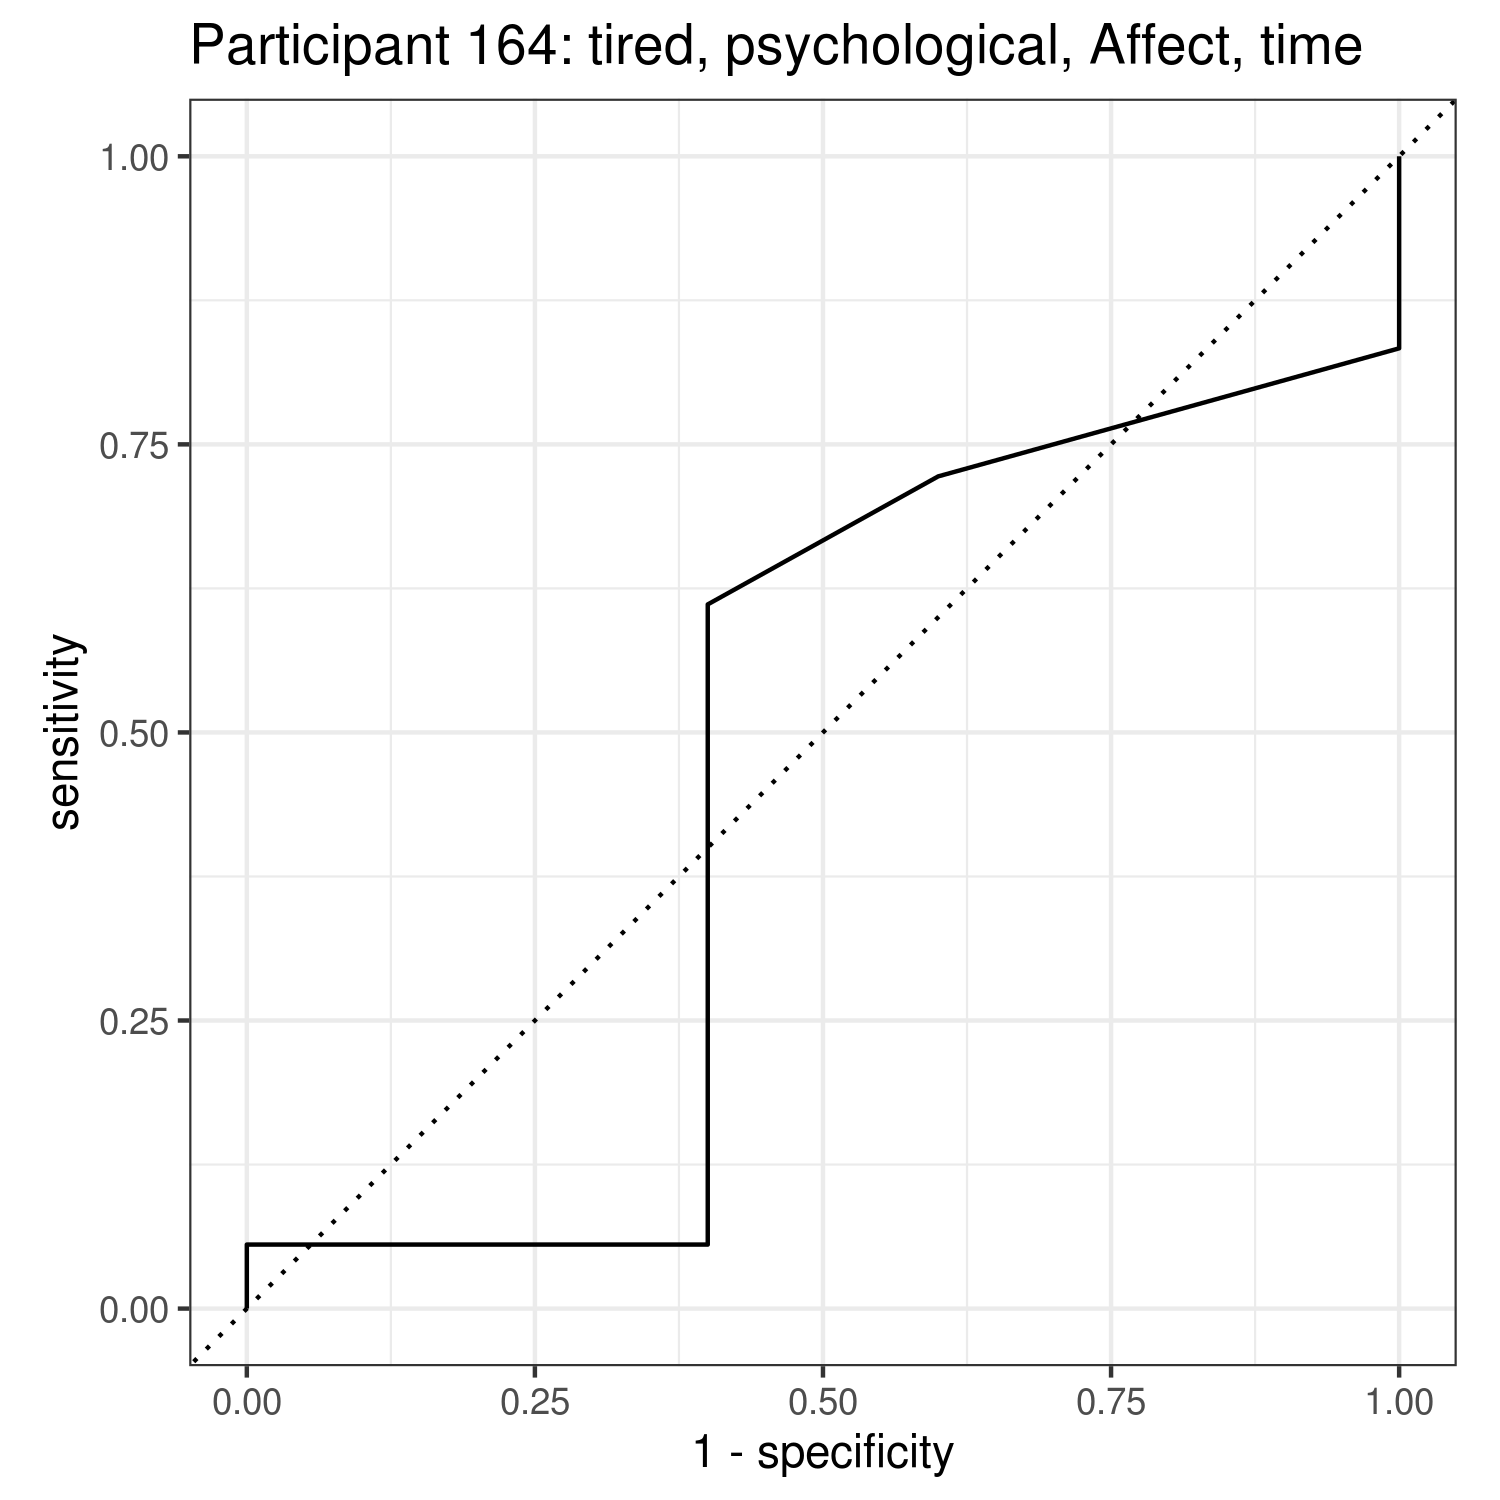 Participant 164: tired, psychological, Affect, time
1.00
0.75
0.50
0.25
0.00
sensitivity
0.00 0.25 0.50 0.75 1.00
1 - specificity